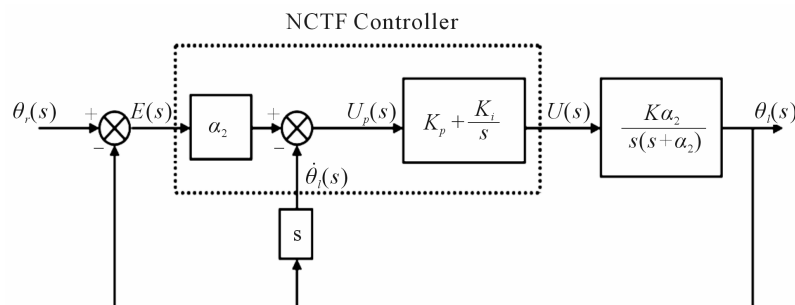 NCTF Controller
θr(s)
+
−
E(s)
α2
+
−
Up(s)
Kp + Ki/s
U(s)
Kα2/s(s+α2)
θl(s)
θ̇l(s)
s